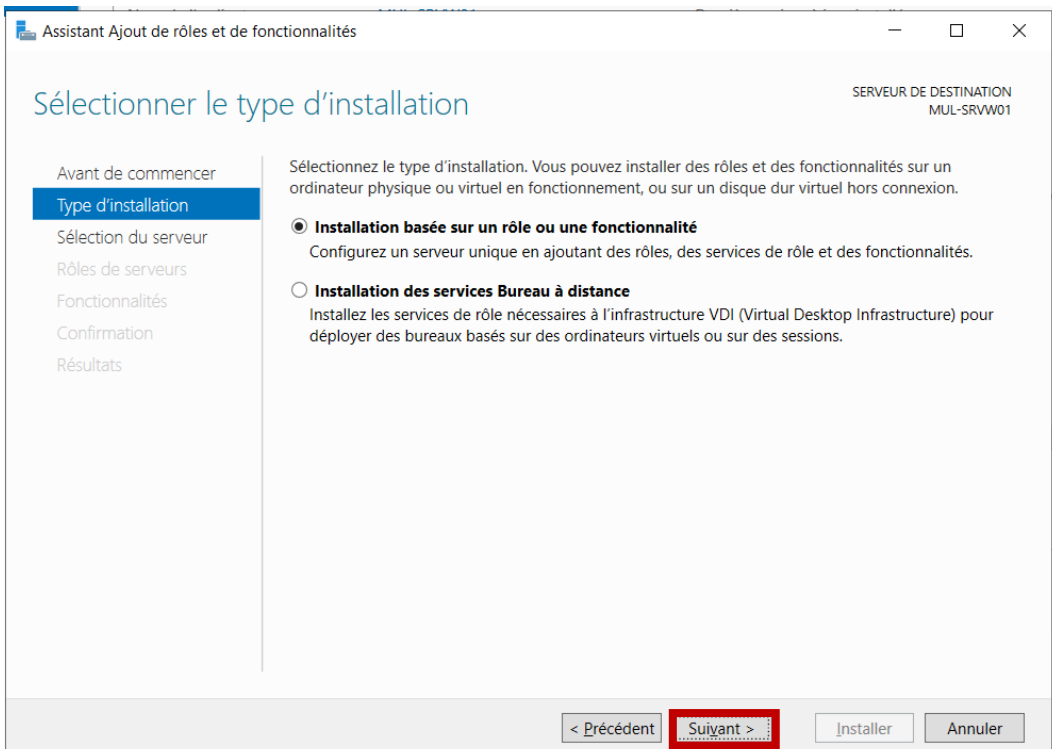 Assistant Ajout de rôles et de fonctionnalités
Sélectionner le type d'installation
SERVEUR DE DESTINATION
MUL-SRVW01
Avant de commencer
Type d'installation
Sélection du serveur
Rôles de serveurs
Fonctionnalités
Confirmation
Résultats
Sélectionnez le type d'installation. Vous pouvez installer des rôles et des fonctionnalités sur un
ordinateur physique ou virtuel en fonctionnement, ou sur un disque dur virtuel hors connexion.
Installation basée sur un rôle ou une fonctionnalité
Configurez un serveur unique en ajoutant des rôles, des services de rôle et des fonctionnalités.
Installation des services Bureau à distance
Installez les services de rôle nécessaires à l'infrastructure VDI (Virtual Desktop Infrastructure) pour
déployer des bureaux basés sur des ordinateurs virtuels ou sur des sessions.
< Précédent Suivant > Installer Annuler